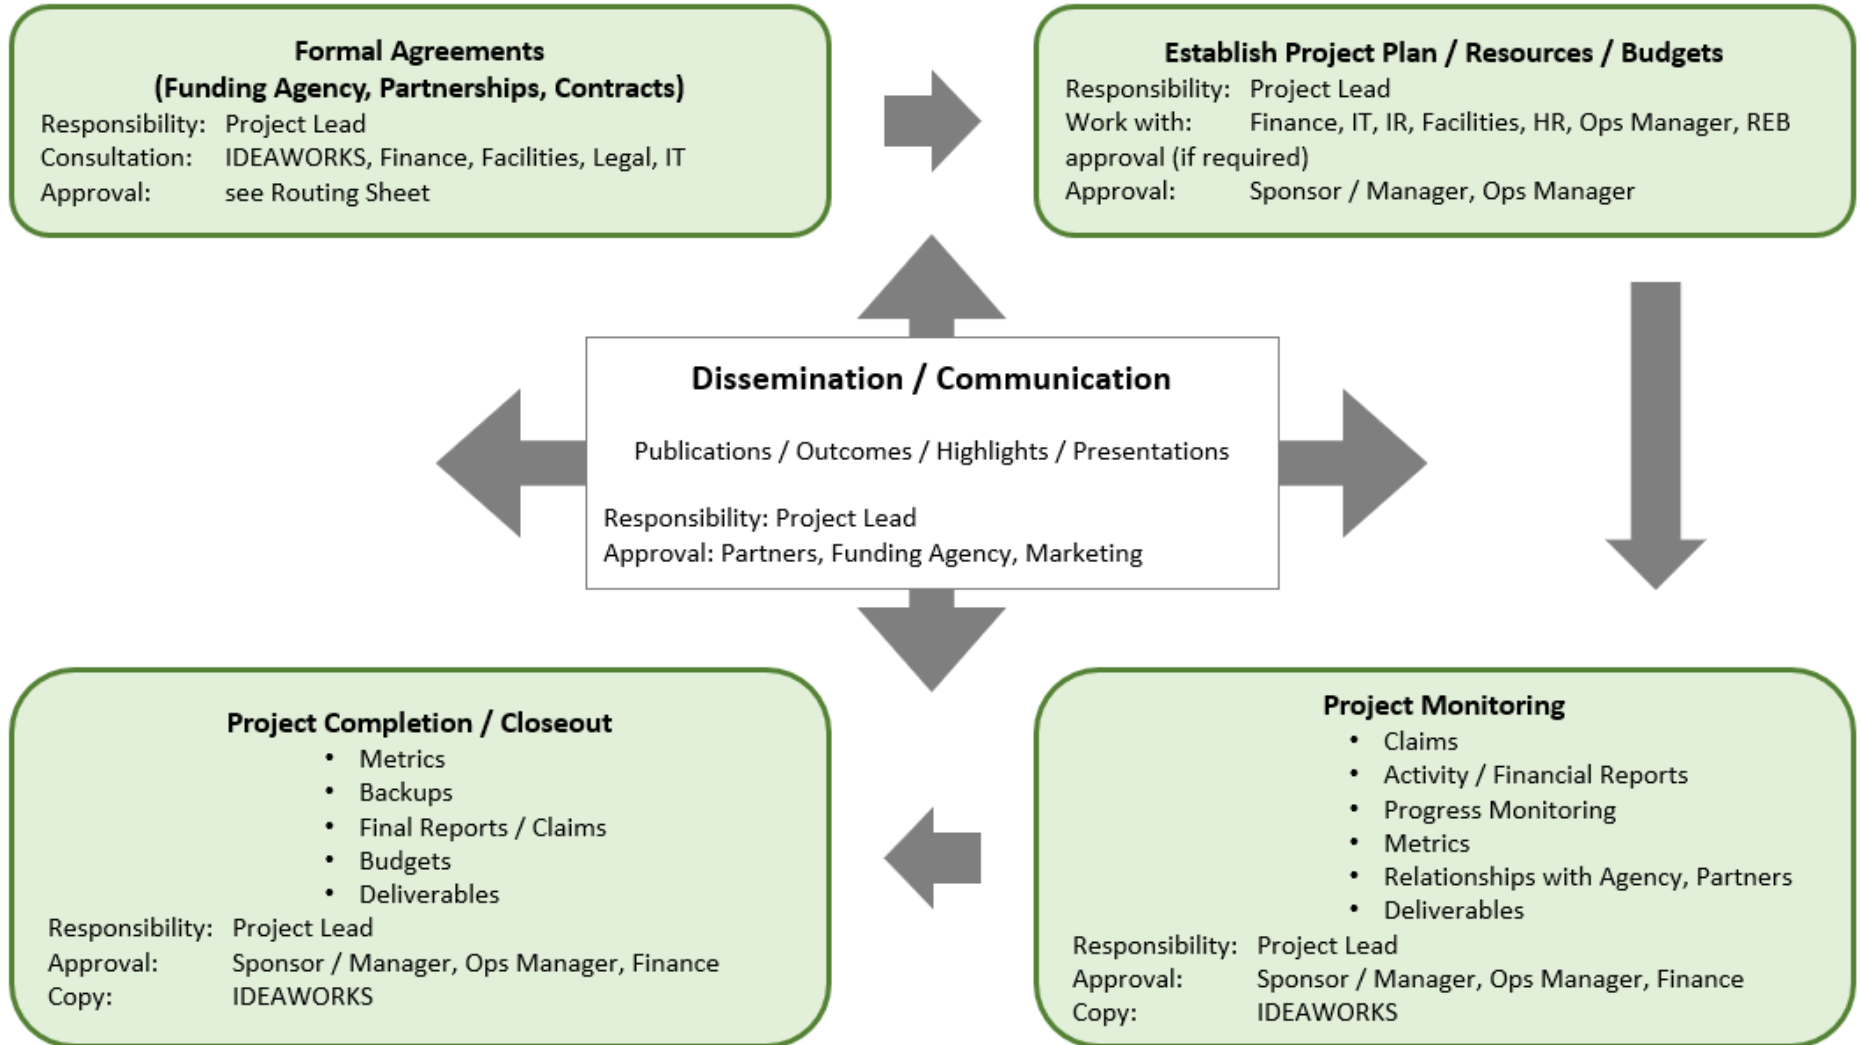 Formal Agreements
(Funding Agency, Partnerships, Contracts)
Responsibility: Project Lead
Consultation: IDEAWORKS, Finance, Facilities, Legal, IT
Approval: see Routing Sheet
Establish Project Plan / Resources / Budgets
Responsibility: Project Lead
Work with: Finance, IT, IR, Facilities, HR, Ops Manager, REB
approval (if required)
Approval: Sponsor / Manager, Ops Manager
Dissemination / Communication
Publications / Outcomes / Highlights / Presentations
Responsibility: Project Lead
Approval: Partners, Funding Agency, Marketing
Project Completion / Closeout
• Metrics
• Backups
• Final Reports / Claims
• Budgets
• Deliverables
Responsibility: Project Lead
Approval: Sponsor / Manager, Ops Manager, Finance
Copy: IDEAWORKS
Project Monitoring
• Claims
• Activity / Financial Reports
• Progress Monitoring
• Metrics
• Relationships with Agency, Partners
• Deliverables
Responsibility: Project Lead
Approval: Sponsor / Manager, Ops Manager, Finance
Copy: IDEAWORKS